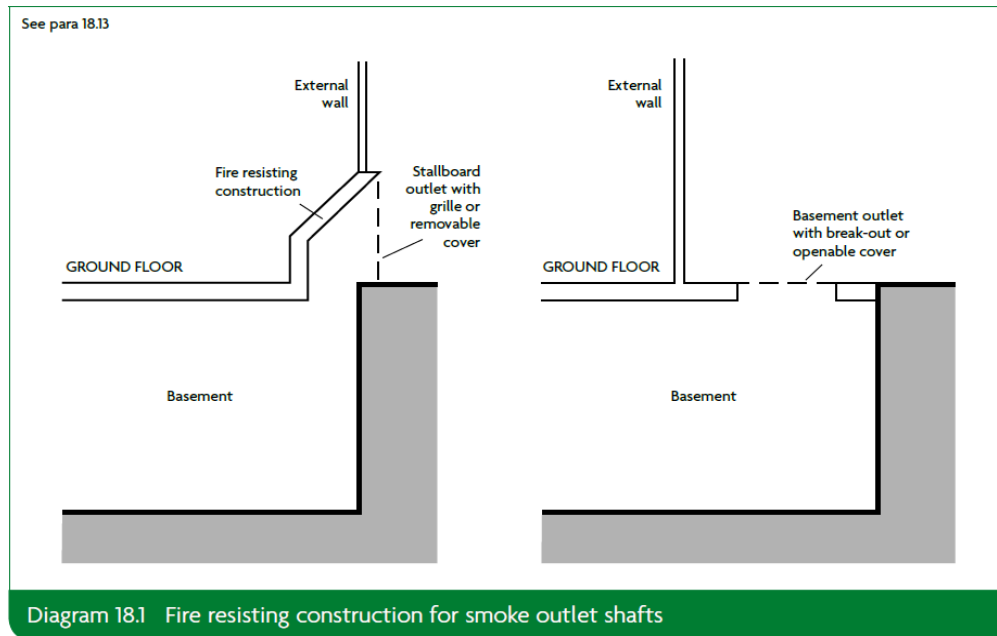 See para 18.13
External
wall
Fire resisting
construction
Stallboard
outlet with
grille or
removable
cover
GROUND FLOOR
Basement
External
wall
Basement outlet
with break-out or
openable cover
GROUND FLOOR
Basement
Diagram 18.1 Fire resisting construction for smoke outlet shafts